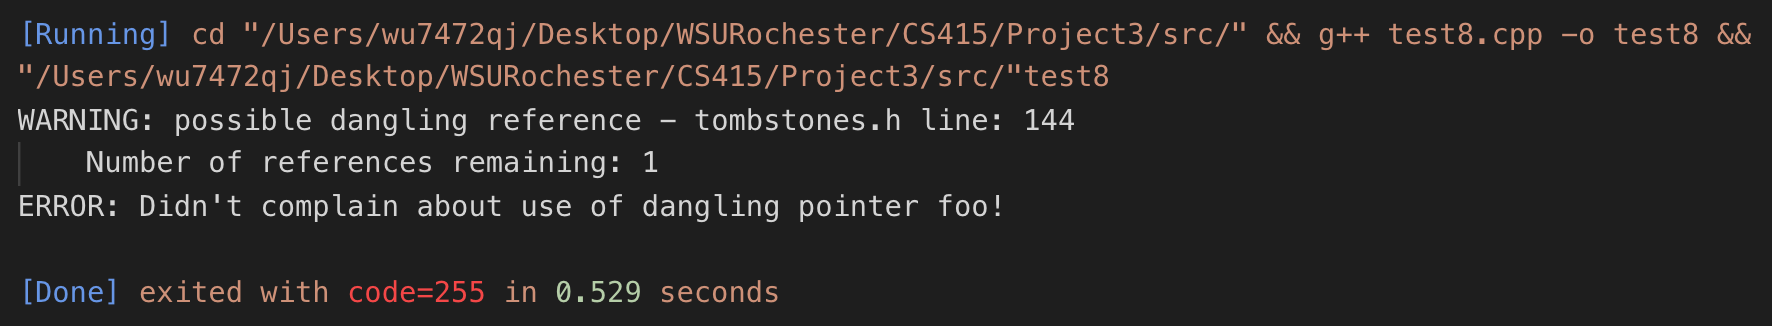 [Running] cd "/Users/wu7472qj/Desktop/WSURochester/CS415/Project3/src/" && g++ test8.cpp -o test8 &&
"/Users/wu7472qj/Desktop/WSURochester/CS415/Project3/src/"test8
WARNING: possible dangling reference - tombstones.h line: 144
Number of references remaining: 1
ERROR: Didn't complain about use of dangling pointer foo!
[Done] exited with code=255 in 0.529 seconds